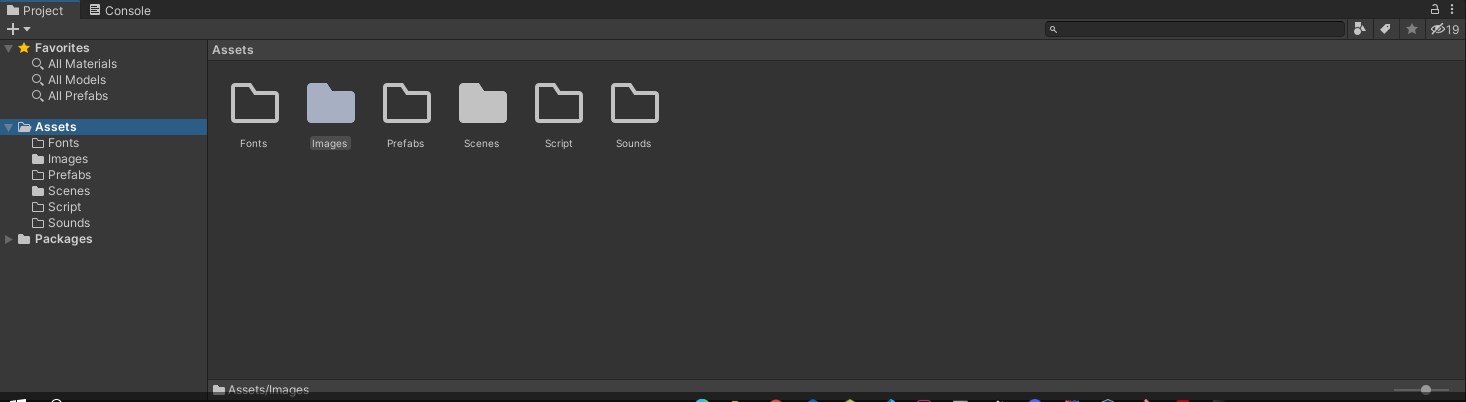 Project
Console
19
Favorites
All Materials
All Models
All Prefabs
Assets
Fonts
Images
Prefabs
Scenes
Script
Sounds
Packages
Assets
Fonts
Images
Prefabs
Scenes
Script
Sounds
Assets/Images